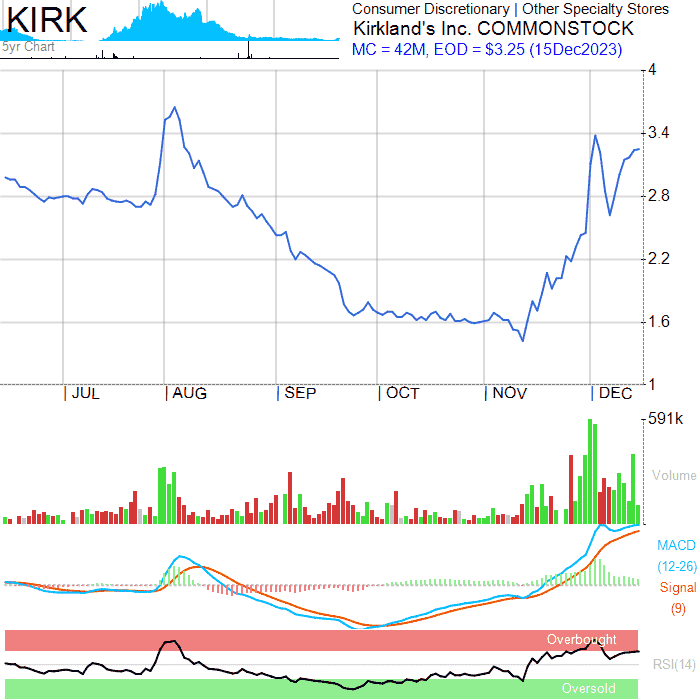 KIRK
5yr Chart
Consumer Discretionary | Other Specialty Stores
Kirkland's Inc. COMMONSTOCK
MC = 42M, EOD = $3.25 (15Dec2023)
4
3.4
2.8
2.2
1.6
1
JUL AUG SEP OCT NOV DEC
591k
Volume
MACD
(12-26)
Signal
(9)
Overbought
RSI(14)
Oversold